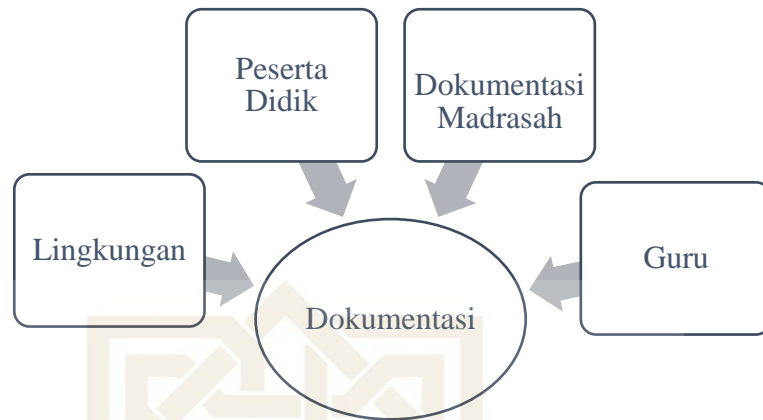 Peserta
Didik
Dokumentasi
Madrasah
Lingkungan
Guru
Dokumentasi